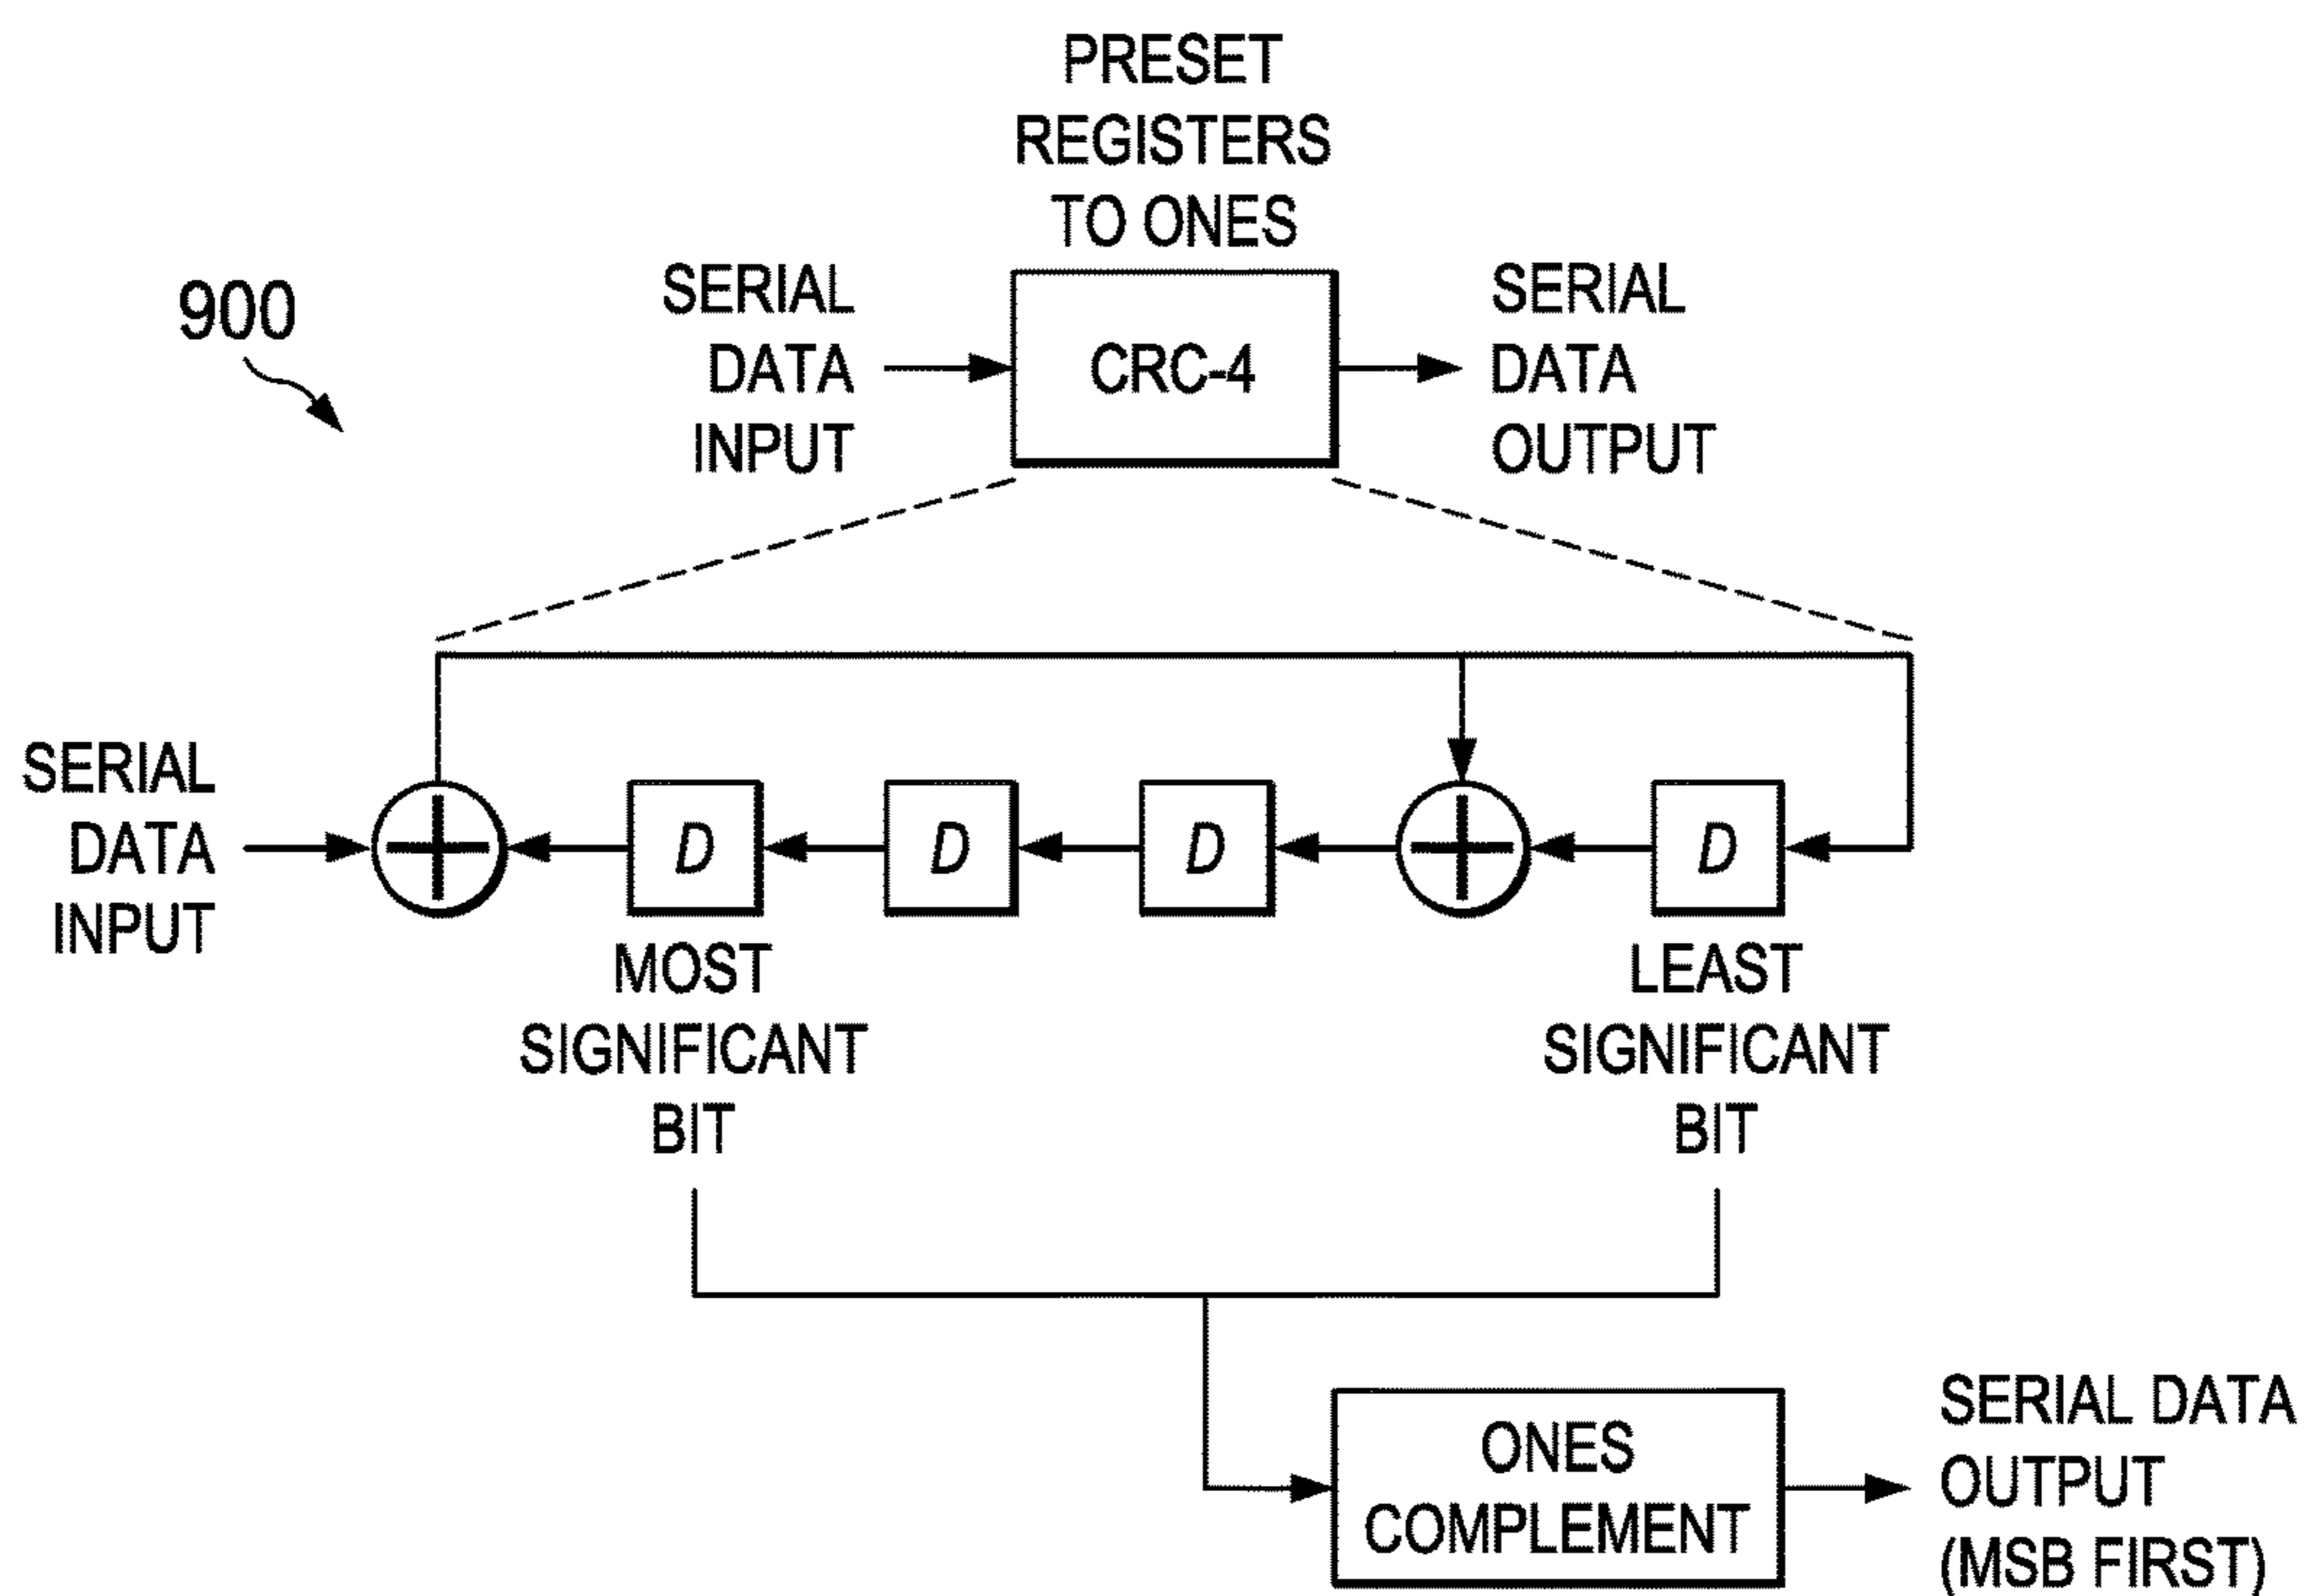 PRESET
REGISTERS
TO ONES
900
SERIAL
DATA
INPUT
CRC-4
SERIAL
DATA
OUTPUT
SERIAL
DATA
INPUT
D
D
D
D
MOST
SIGNIFICANT
BIT
LEAST
SIGNIFICANT
BIT
ONES
COMPLEMENT
SERIAL DATA
OUTPUT
(MSB FIRST)